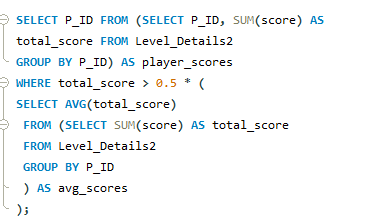 SELECT P_ID FROM (SELECT P_ID, SUM(score) AS
total_score FROM Level_Details2
GROUP BY P_ID) AS player_scores
WHERE total_score > 0.5 * (
SELECT AVG(total_score)
FROM (SELECT SUM(score) AS total_score
FROM Level_Details2
GROUP BY P_ID
) AS avg_scores
);